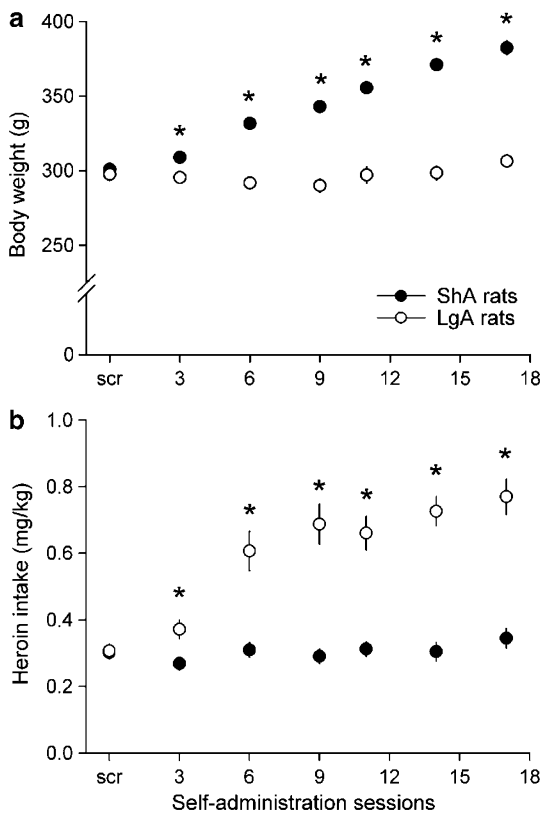 a
Body weight (g)
400
350
300
250
0
* * * * * *
ShA rats
LgA rats
scr 3 6 9 12 15 18
b
Heroin intake (mg/kg)
1.0
0.8
0.6
0.4
0.2
0.0
* * * * * *
scr 3 6 9 12 15 18
Self-administration sessions